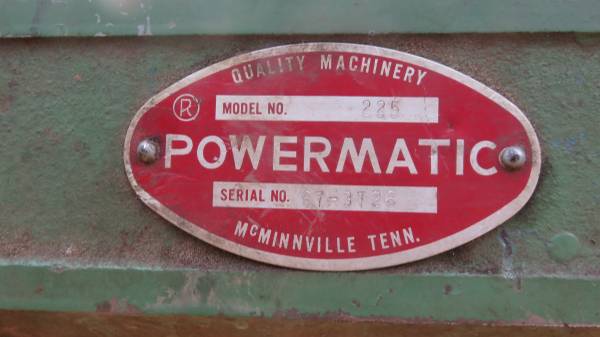 QUALITY MACHINERY
R
MODEL NO. 225
POWERMATIC
SERIAL NO.
McMINNVILLE TENN.